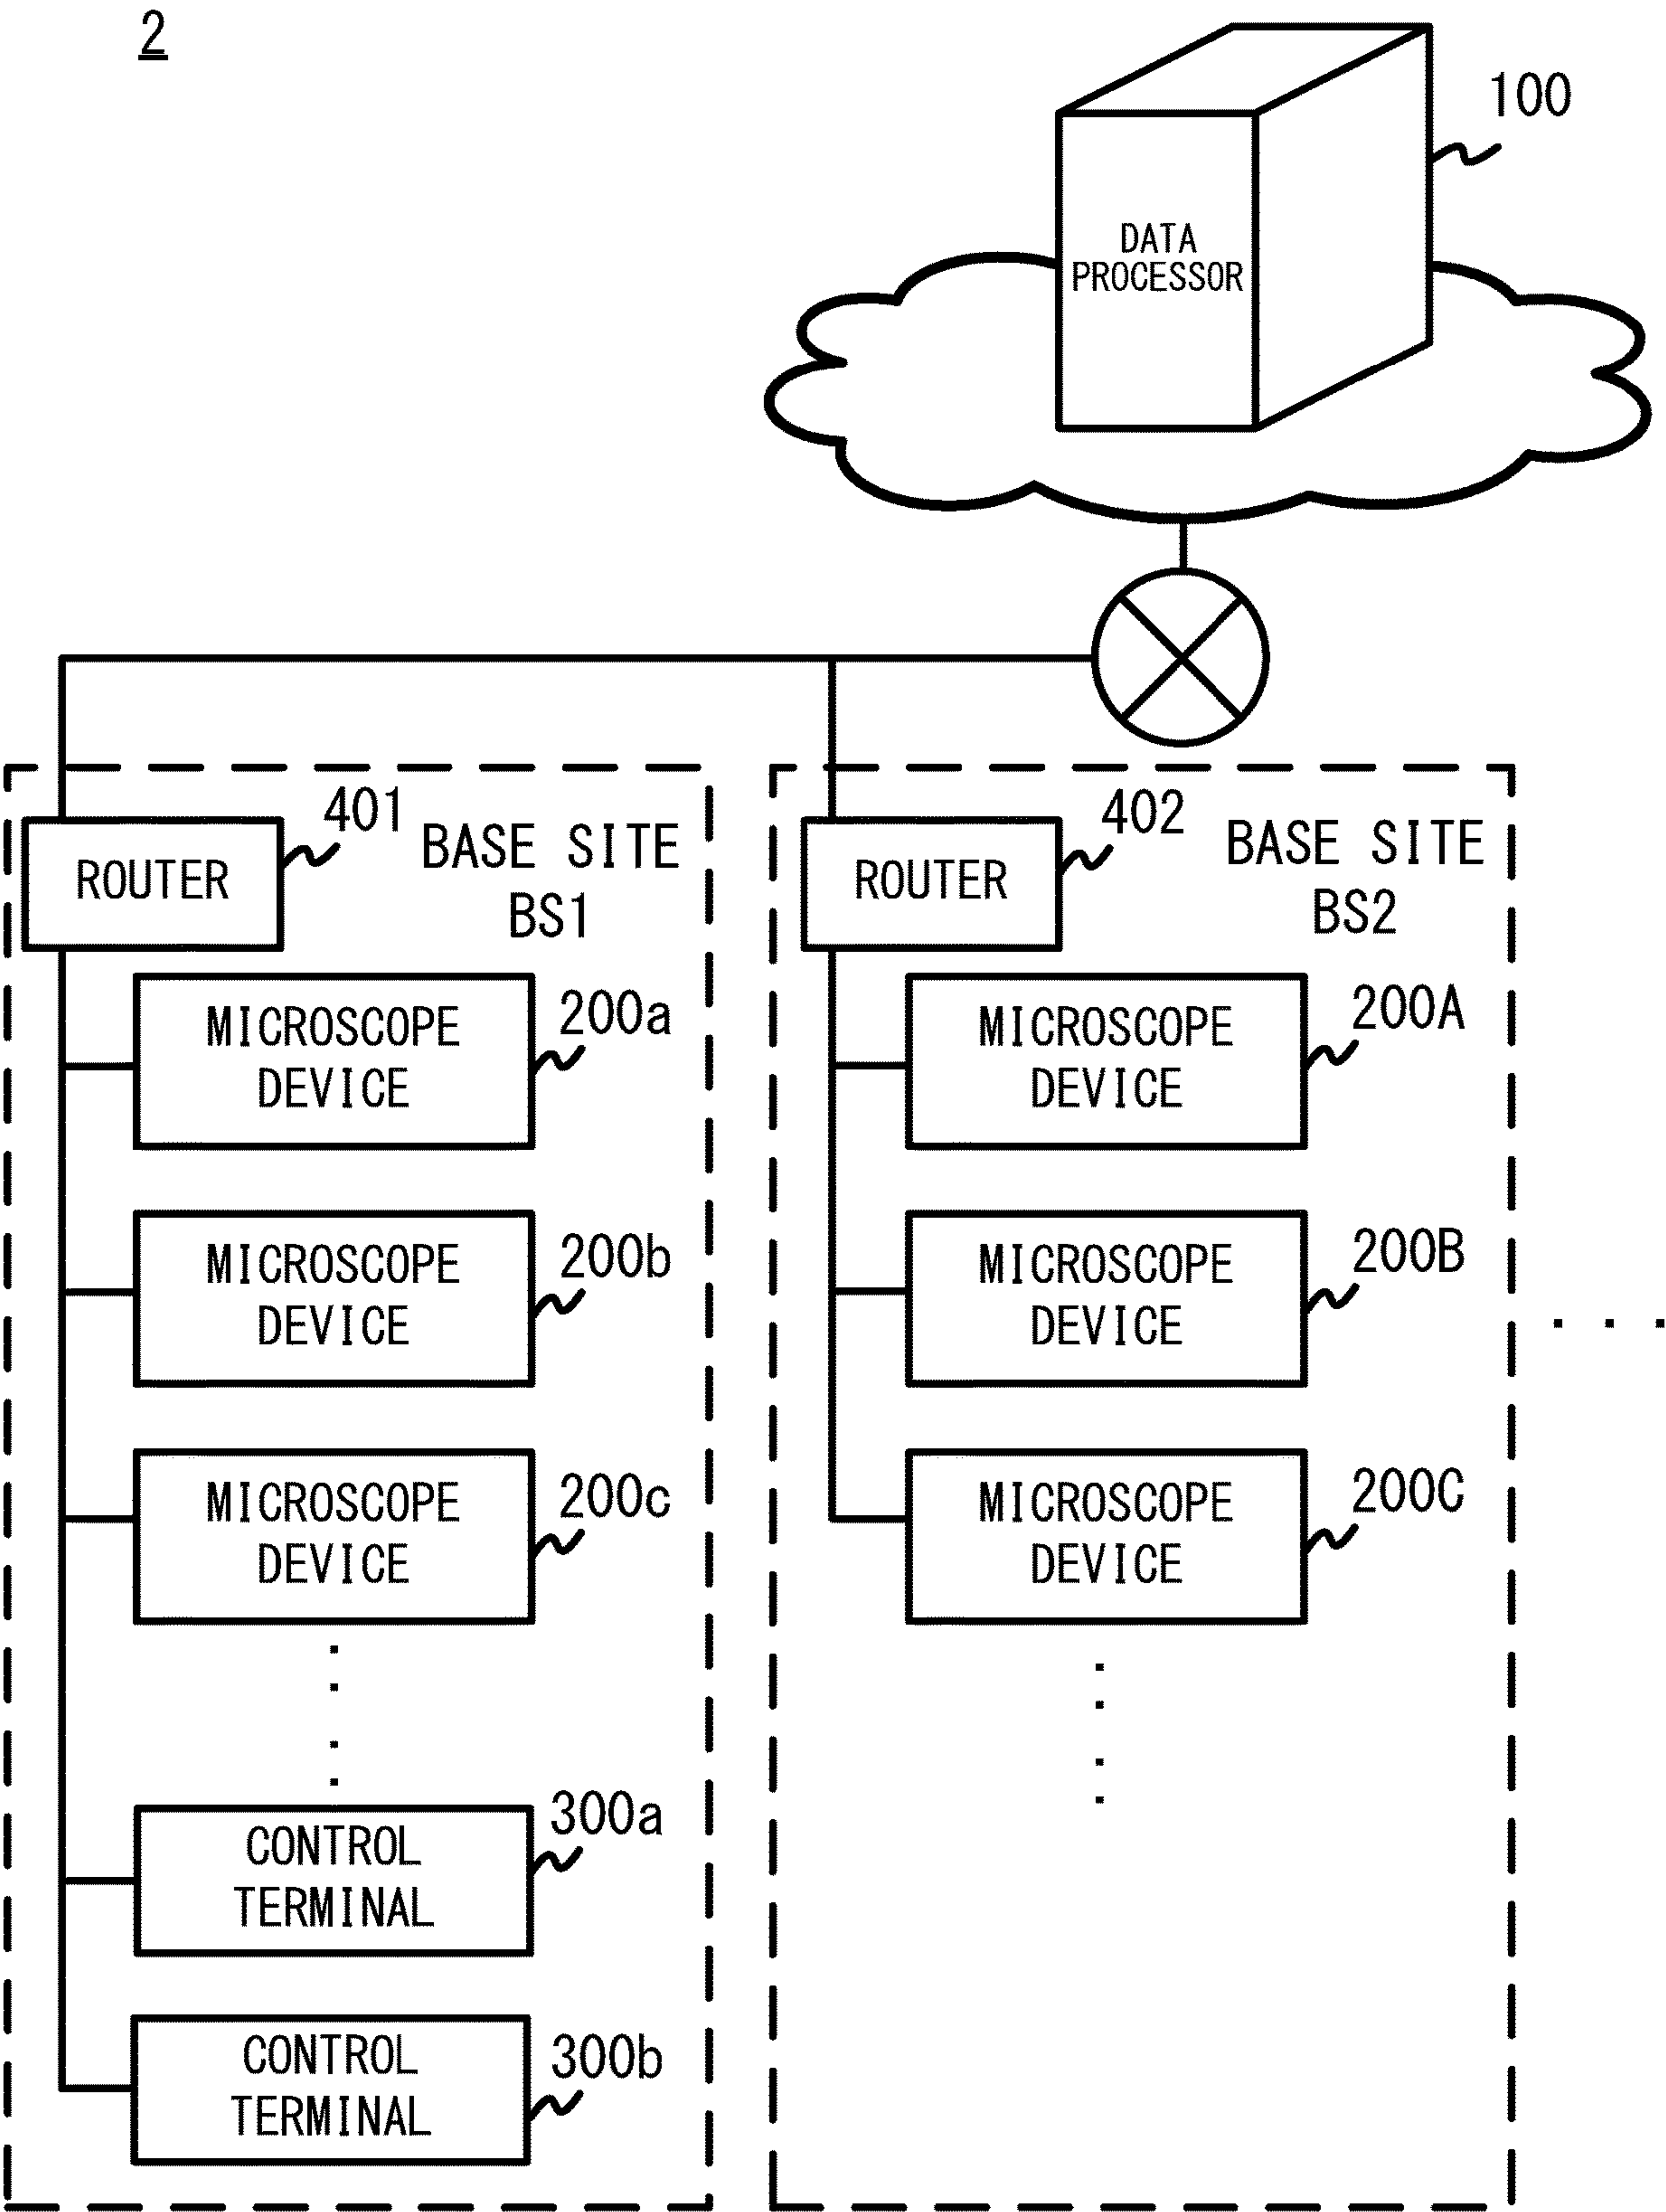 2
100
DATA
PROCESSOR
401
ROUTER
BASE SITE
BS1
402
ROUTER
BASE SITE
BS2
MICROSCOPE
DEVICE
200a
MICROSCOPE
DEVICE
200A
MICROSCOPE
DEVICE
200b
MICROSCOPE
DEVICE
200B
MICROSCOPE
DEVICE
200c
MICROSCOPE
DEVICE
200C
CONTROL
TERMINAL
300a
CONTROL
TERMINAL
300b